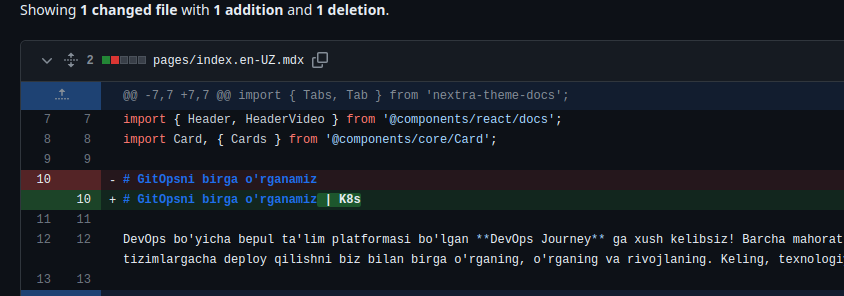 Showing 1 changed file with 1 addition and 1 deletion.
2 pages/index.en-UZ.mdx
@@ -7,7 +7,7 @@ import { Tabs, Tab } from 'nextra-theme-docs';
7 7 import { Header, HeaderVideo } from '@components/react/docs';
8 8 import Card, { Cards } from '@components/core/Card';
9 9
10 - # GitOpsni birga o'rganamiz
10 + # GitOpsni birga o'rganamiz | K8s
11 11
12 12 DevOps bo'yicha bepul ta'lim platformasi bo'lgan **DevOps Journey** ga xush kelibsiz! Barcha
tizimlargacha deploy qilishni biz bilan birga o'rganing, o'rganing va rivojlaning. Keling,
13 13